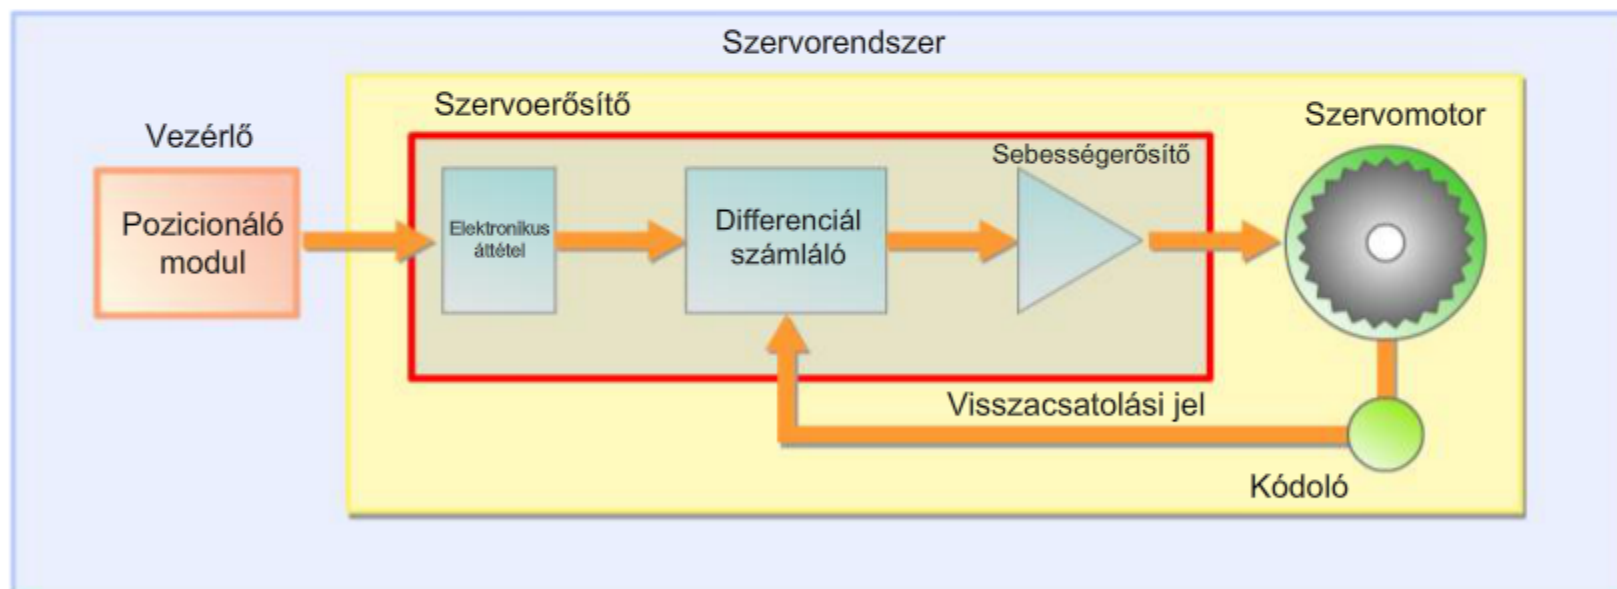 Szervorendszer
Szervoerősítő
Szervomotor
Vezérlő
Sebességerősítő
Pozicionáló
modul
Elektronikus
áttétel
Differenciál
számláló
Visszacsatolási jel
Kódoló